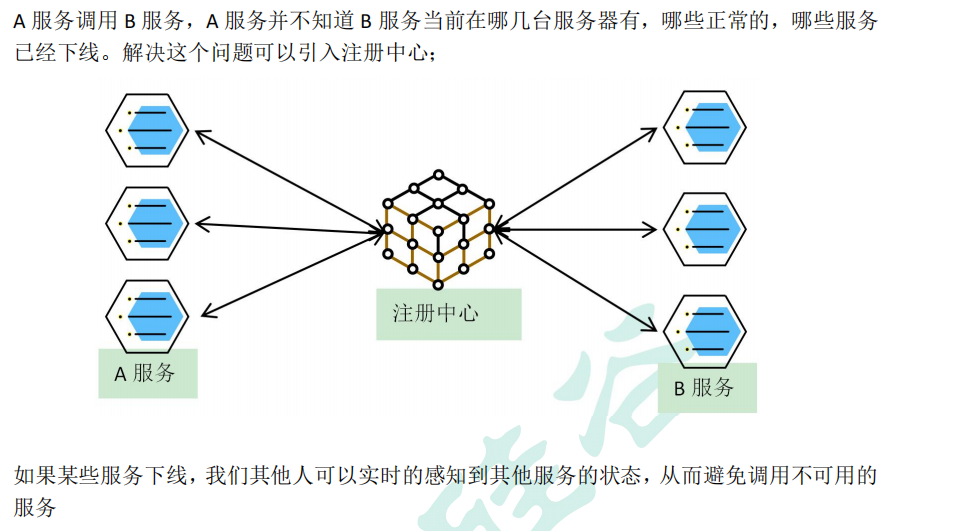 A 服务调用 B 服务，A 服务并不知道 B 服务当前在哪几台服务器有，哪些正常的，哪些服务
已经下线。解决这个问题可以引入注册中心；
注册中心
A 服务
B 服务
硅谷
如果某些服务下线，我们其他人可以实时的感知到其他服务的状态，从而避免调用不可用的
服务